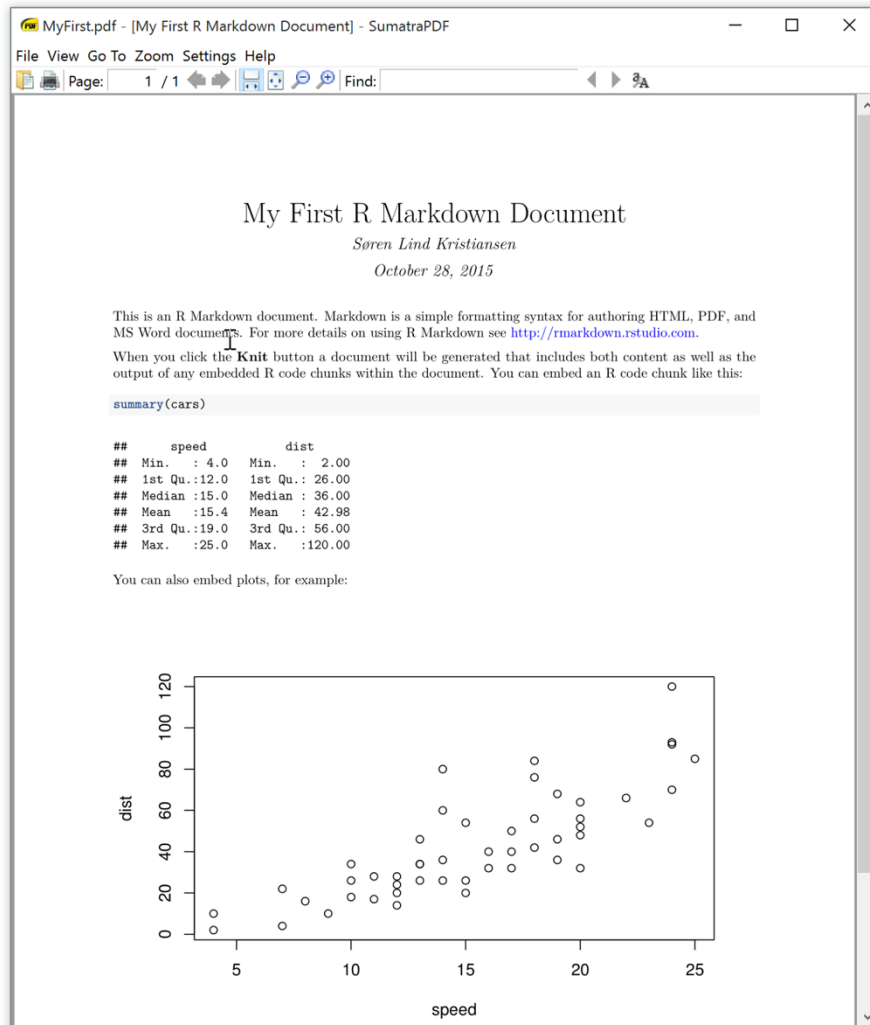 MyFirst.pdf - [My First R Markdown Document] - SumatraPDF
File View Go To Zoom Settings Help
Page: 1 / 1 Find:
My First R Markdown Document
Søren Lind Kristiansen
October 28, 2015
This is an R Markdown document. Markdown is a simple formatting syntax for authoring HTML, PDF, and
MS Word documents. For more details on using R Markdown see http://rmarkdown.rstudio.com.
When you click the Knit button a document will be generated that includes both content as well as the
output of any embedded R code chunks within the document. You can embed an R code chunk like this:
summary(cars)
##      speed           dist
##  Min.   : 4.0   Min.   :  2.00
##  1st Qu.:12.0   1st Qu.: 26.00
##  Median :15.0   Median : 36.00
##  Mean   :15.4   Mean   : 42.98
##  3rd Qu.:19.0   3rd Qu.: 56.00
##  Max.   :25.0   Max.   :120.00
You can also embed plots, for example:
120
100
80
60
40
20
0
dist
5 10 15 20 25
speed